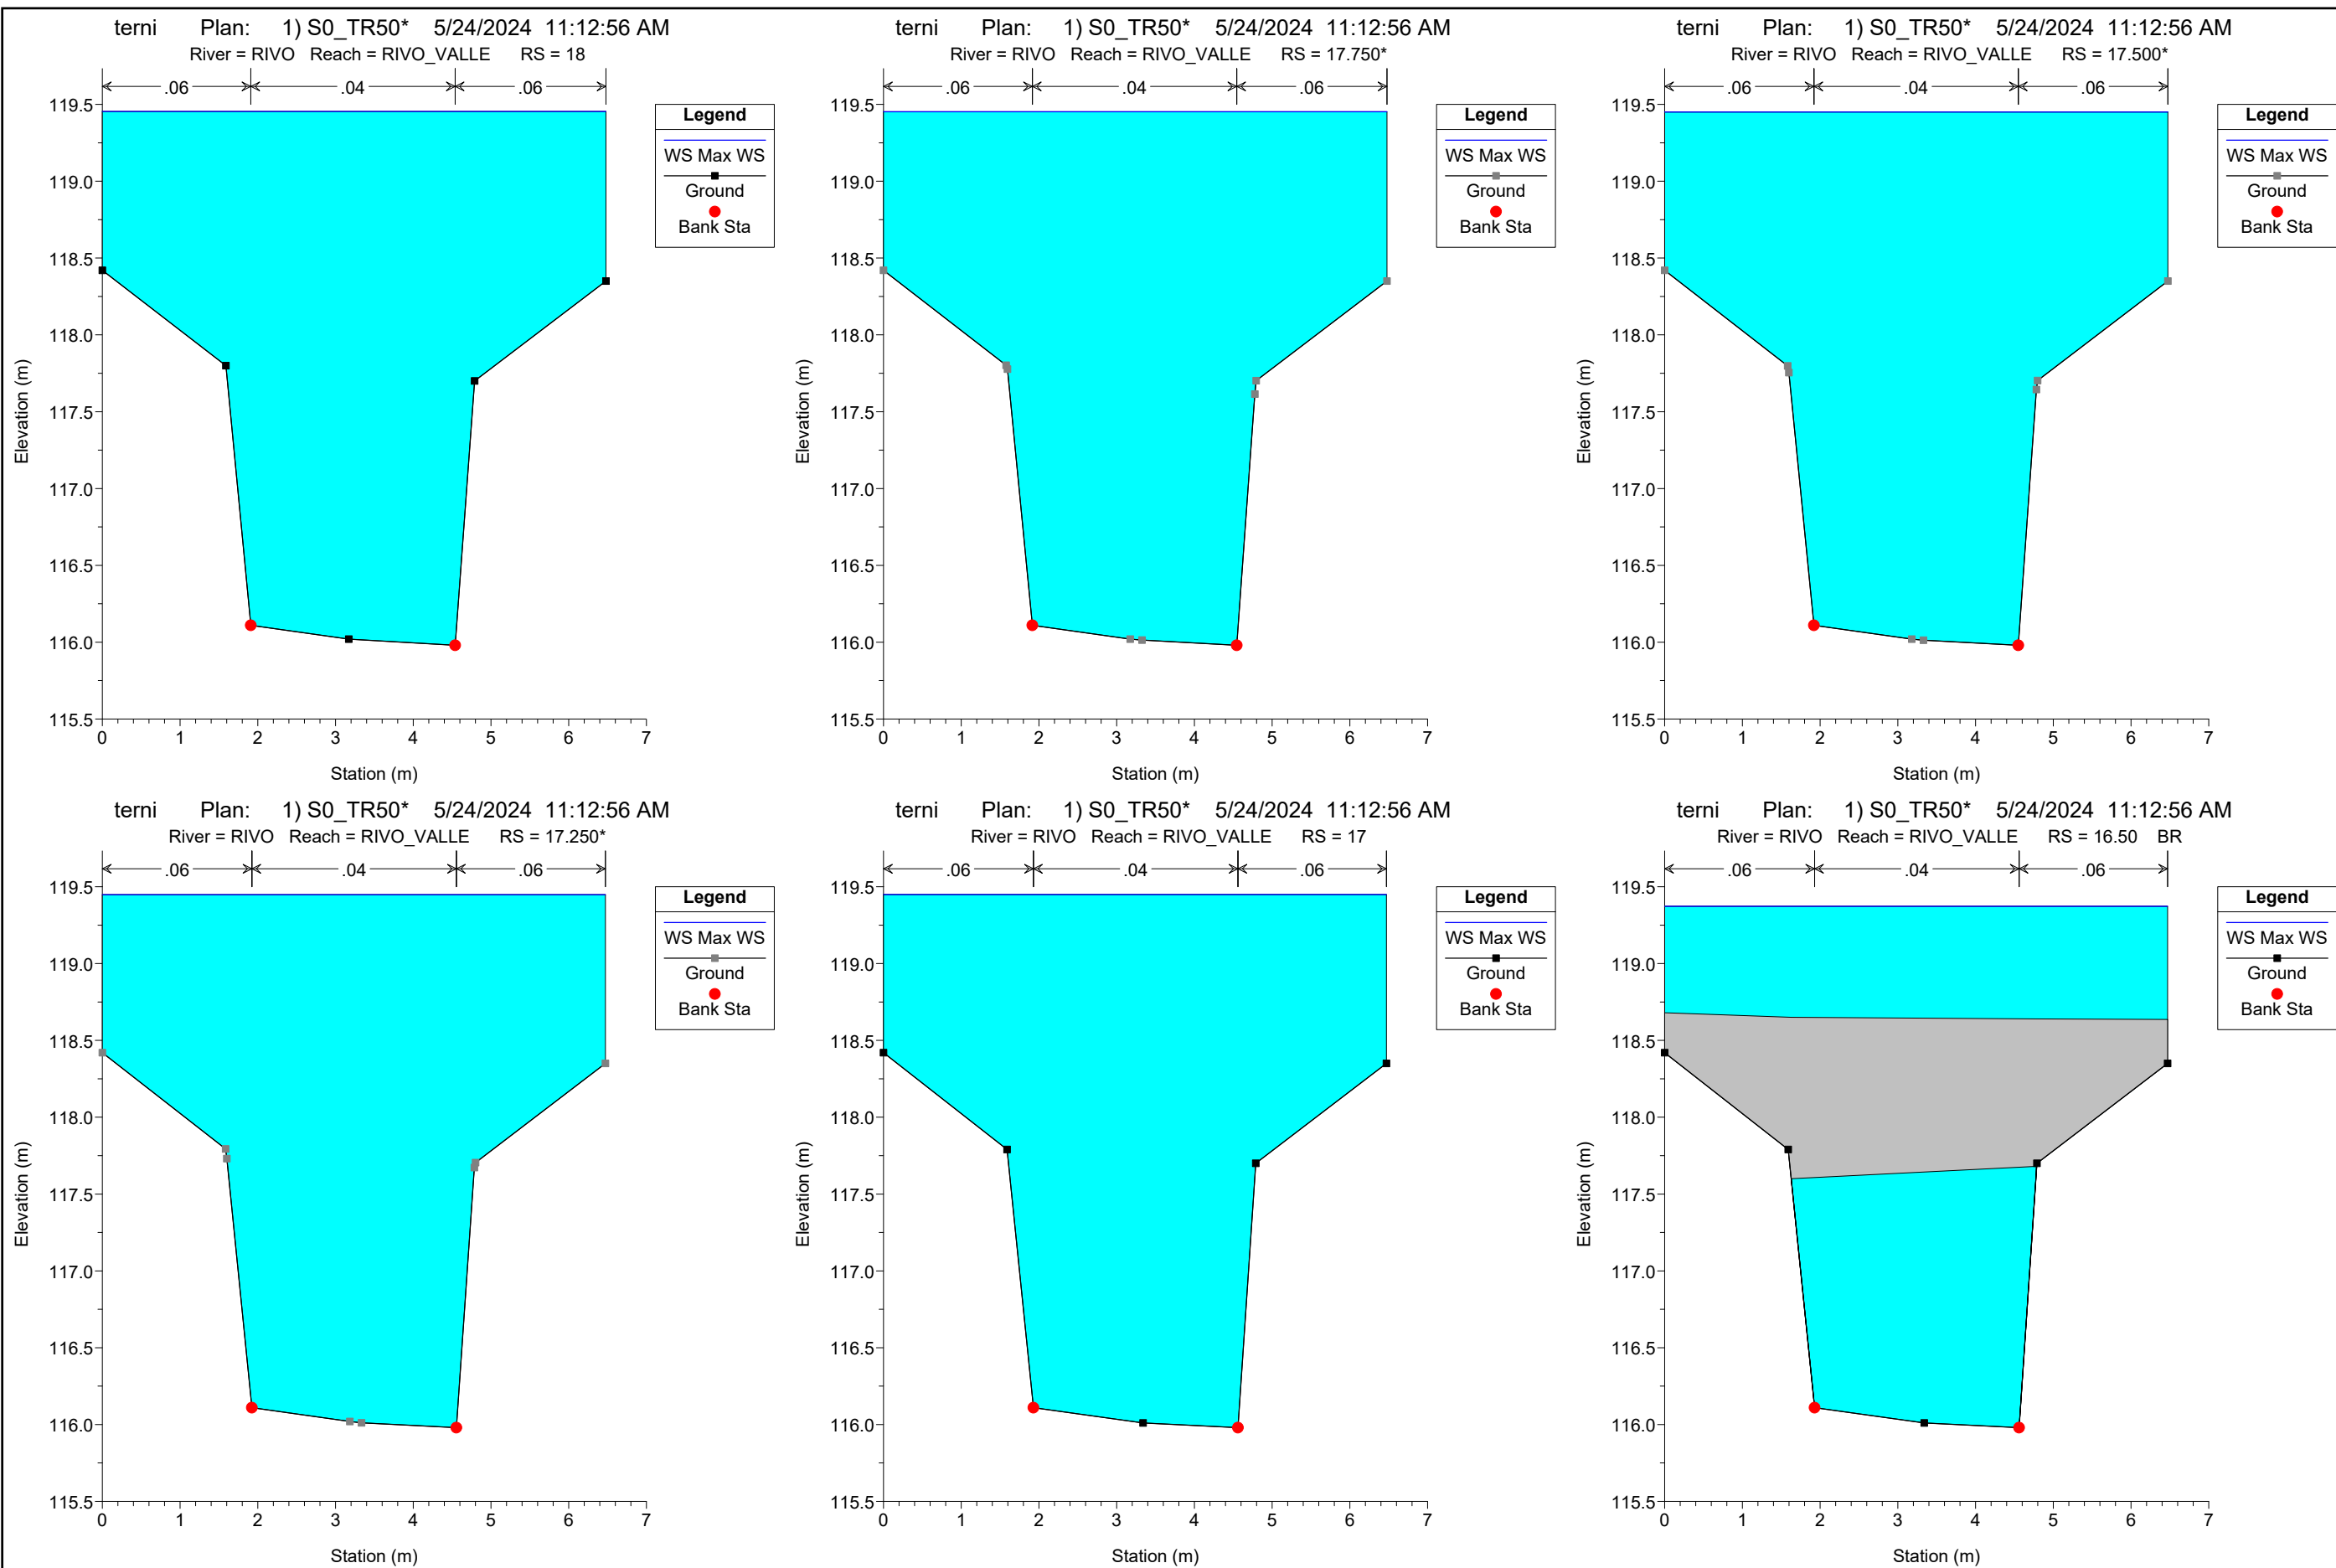 terni Plan: 1) S0_TR50* 5/24/2024 11:12:56 AM
River = RIVO Reach = RIVO_VALLE RS = 18
.06 .04 .06
119.5
119.0
118.5
118.0
117.5
117.0
116.5
116.0
115.5
Elevation (m)
0 1 2 3 4 5 6 7
Station (m)
Legend
WS Max WS
Ground
Bank Sta
terni Plan: 1) S0_TR50* 5/24/2024 11:12:56 AM
River = RIVO Reach = RIVO_VALLE RS = 17.750*
.06 .04 .06
119.5
119.0
118.5
118.0
117.5
117.0
116.5
116.0
115.5
Elevation (m)
0 1 2 3 4 5 6 7
Station (m)
Legend
WS Max WS
Ground
Bank Sta
terni Plan: 1) S0_TR50* 5/24/2024 11:12:56 AM
River = RIVO Reach = RIVO_VALLE RS = 17.500*
.06 .04 .06
119.5
119.0
118.5
118.0
117.5
117.0
116.5
116.0
115.5
Elevation (m)
0 1 2 3 4 5 6 7
Station (m)
Legend
WS Max WS
Ground
Bank Sta
terni Plan: 1) S0_TR50* 5/24/2024 11:12:56 AM
River = RIVO Reach = RIVO_VALLE RS = 17.250*
.06 .04 .06
119.5
119.0
118.5
118.0
117.5
117.0
116.5
116.0
115.5
Elevation (m)
0 1 2 3 4 5 6 7
Station (m)
Legend
WS Max WS
Ground
Bank Sta
terni Plan: 1) S0_TR50* 5/24/2024 11:12:56 AM
River = RIVO Reach = RIVO_VALLE RS = 17
.06 .04 .06
119.5
119.0
118.5
118.0
117.5
117.0
116.5
116.0
115.5
Elevation (m)
0 1 2 3 4 5 6 7
Station (m)
Legend
WS Max WS
Ground
Bank Sta
terni Plan: 1) S0_TR50* 5/24/2024 11:12:56 AM
River = RIVO Reach = RIVO_VALLE RS = 16.50 BR
.06 .04 .06
119.5
119.0
118.5
118.0
117.5
117.0
116.5
116.0
115.5
Elevation (m)
0 1 2 3 4 5 6 7
Station (m)
Legend
WS Max WS
Ground
Bank Sta